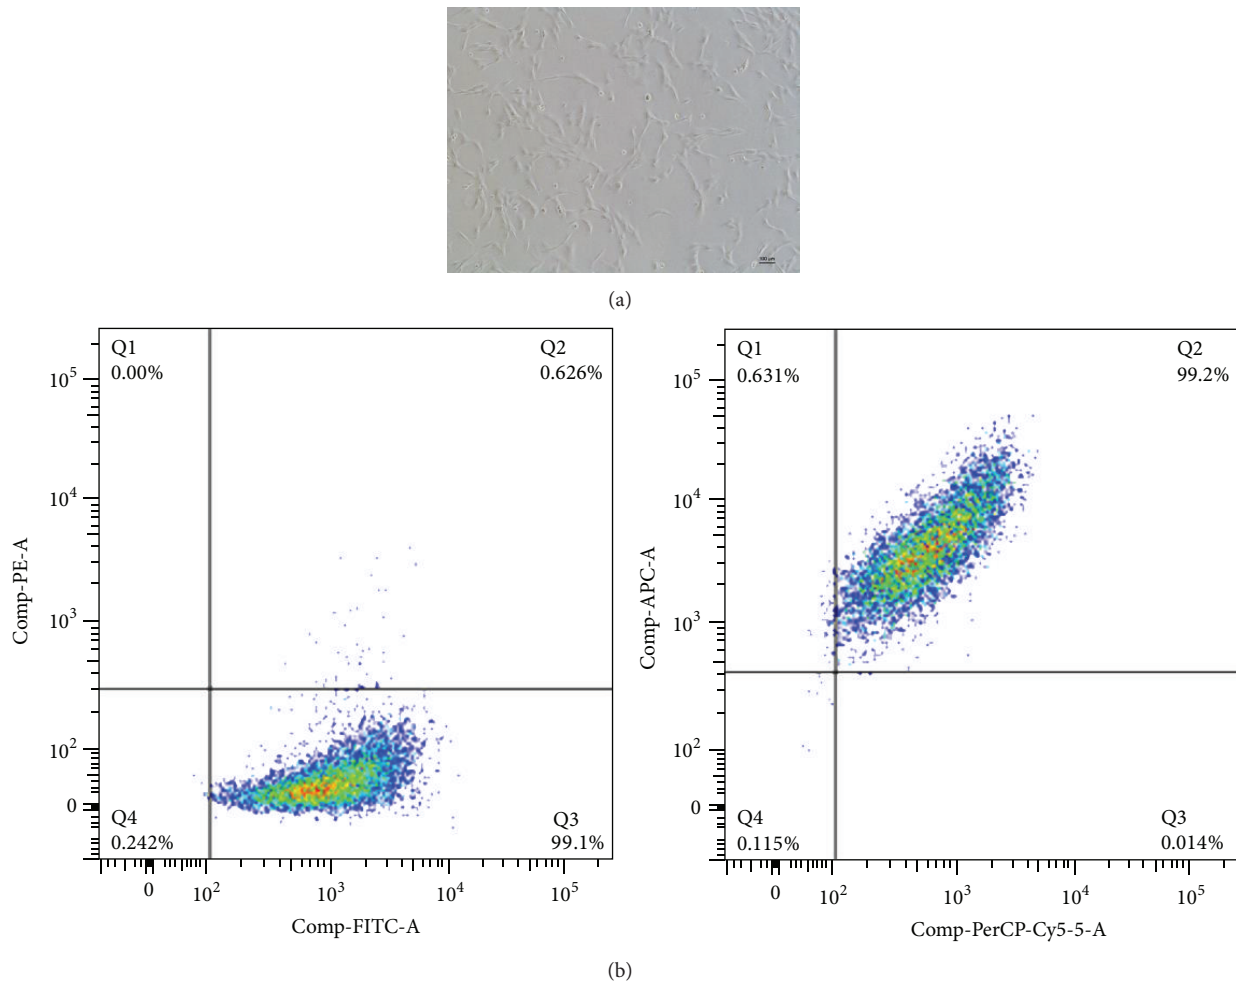 100 µm
(a)
Q1
0.00%
Q2
0.626%
10^5
10^4
10^3
10^2
0
Comp-PE-A
Q4
0.242%
Q3
99.1%
0
10^2
10^3
10^4
10^5
Comp-FITC-A
Q1
0.631%
Q2
99.2%
10^5
10^4
10^3
10^2
0
Comp-APC-A
Q4
0.115%
Q3
0.014%
0
10^2
10^3
10^4
10^5
Comp-PerCP-Cy5-5-A
(b)